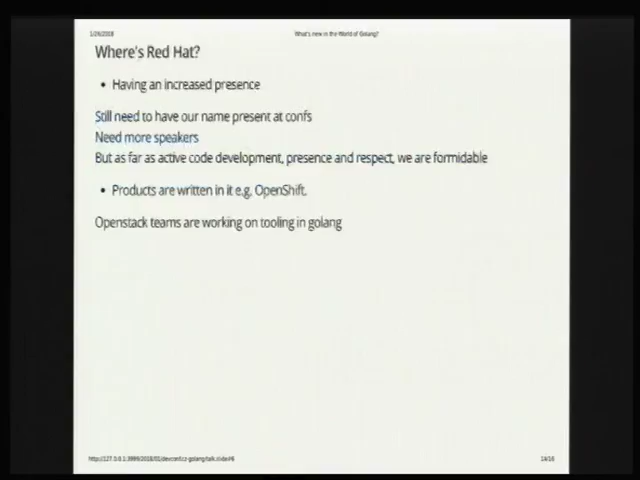 1/26/2018
What's new in the World of Golang?
Where's Red Hat?
• Having an increased presence
Still need to have our name present at confs
Need more speakers
But as far as active code development, presence and respect, we are formidable
• Products are written in it e.g. OpenShift.
Openstack teams are working on tooling in golang
14/16